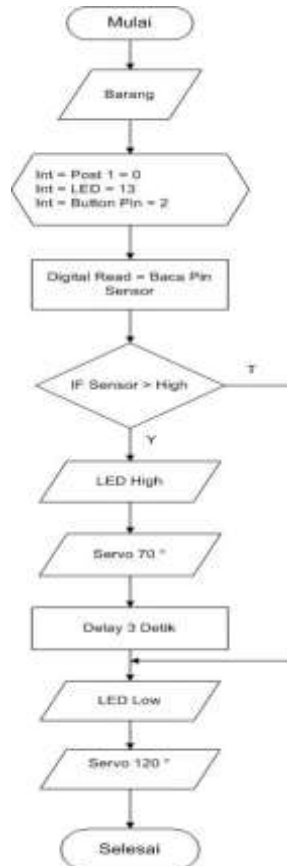 Mulai
Barang
Int = Post 1 = 0
Int = LED = 13
Int = Button Pin = 2
Digital Read = Baca Pin
Sensor
IF Sensor > High
T
Y
LED High
Servo 70 °
Delay 3 Detik
LED Low
Servo 120 °
Selesai